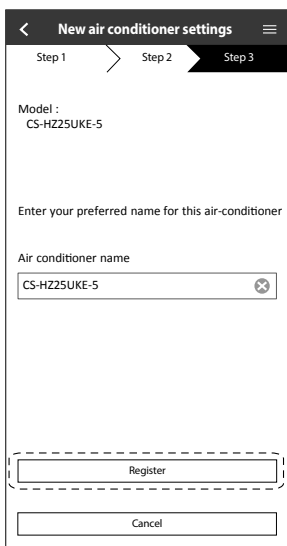 New air conditioner settings
Step 1 Step 2 Step 3
Model :
CS-HZ25UKE-5
Enter your preferred name for this air-conditioner
Air conditioner name
CS-HZ25UKE-5
Register
Cancel